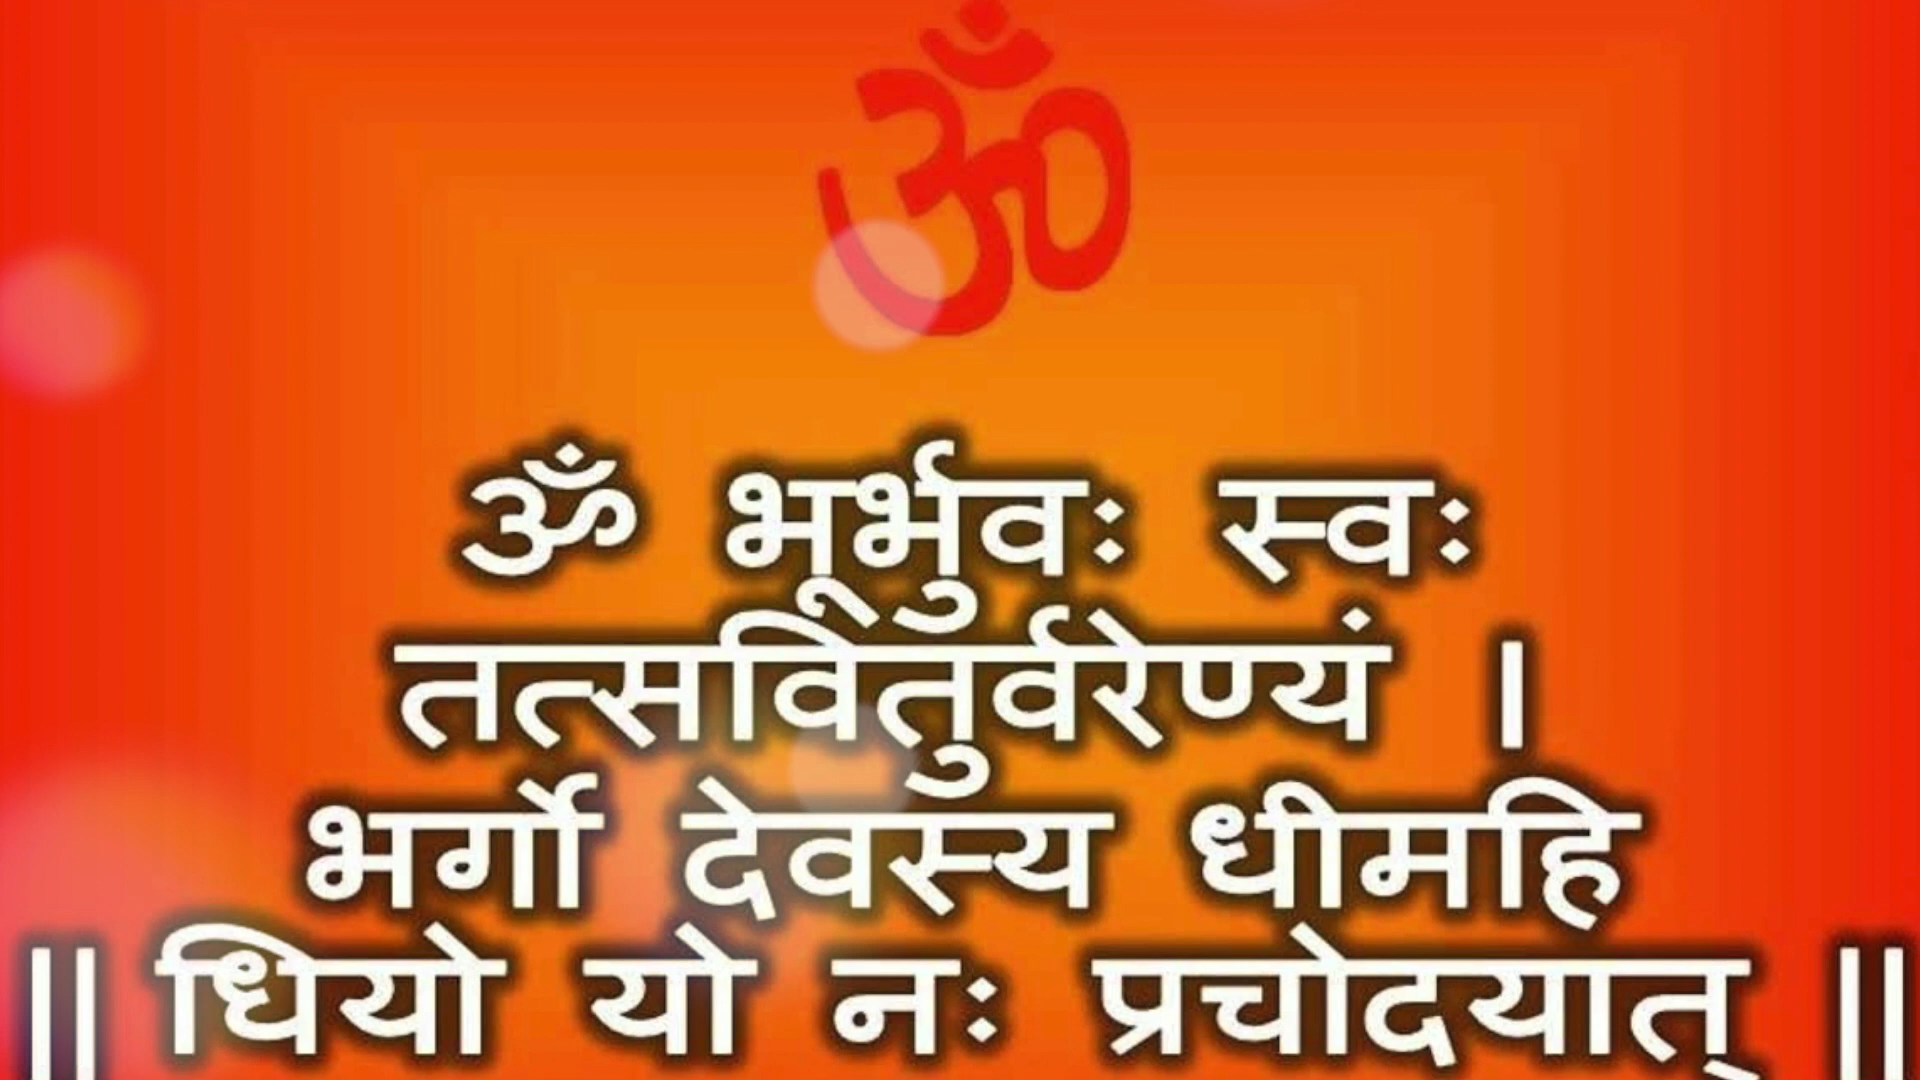 ॐ
ॐ भूर्भुवः स्वः
तत्सवितुर्वरेण्यं ।
भर्गो देवस्य धीमहि
॥ धियो यो नः प्रचोदयात् ॥